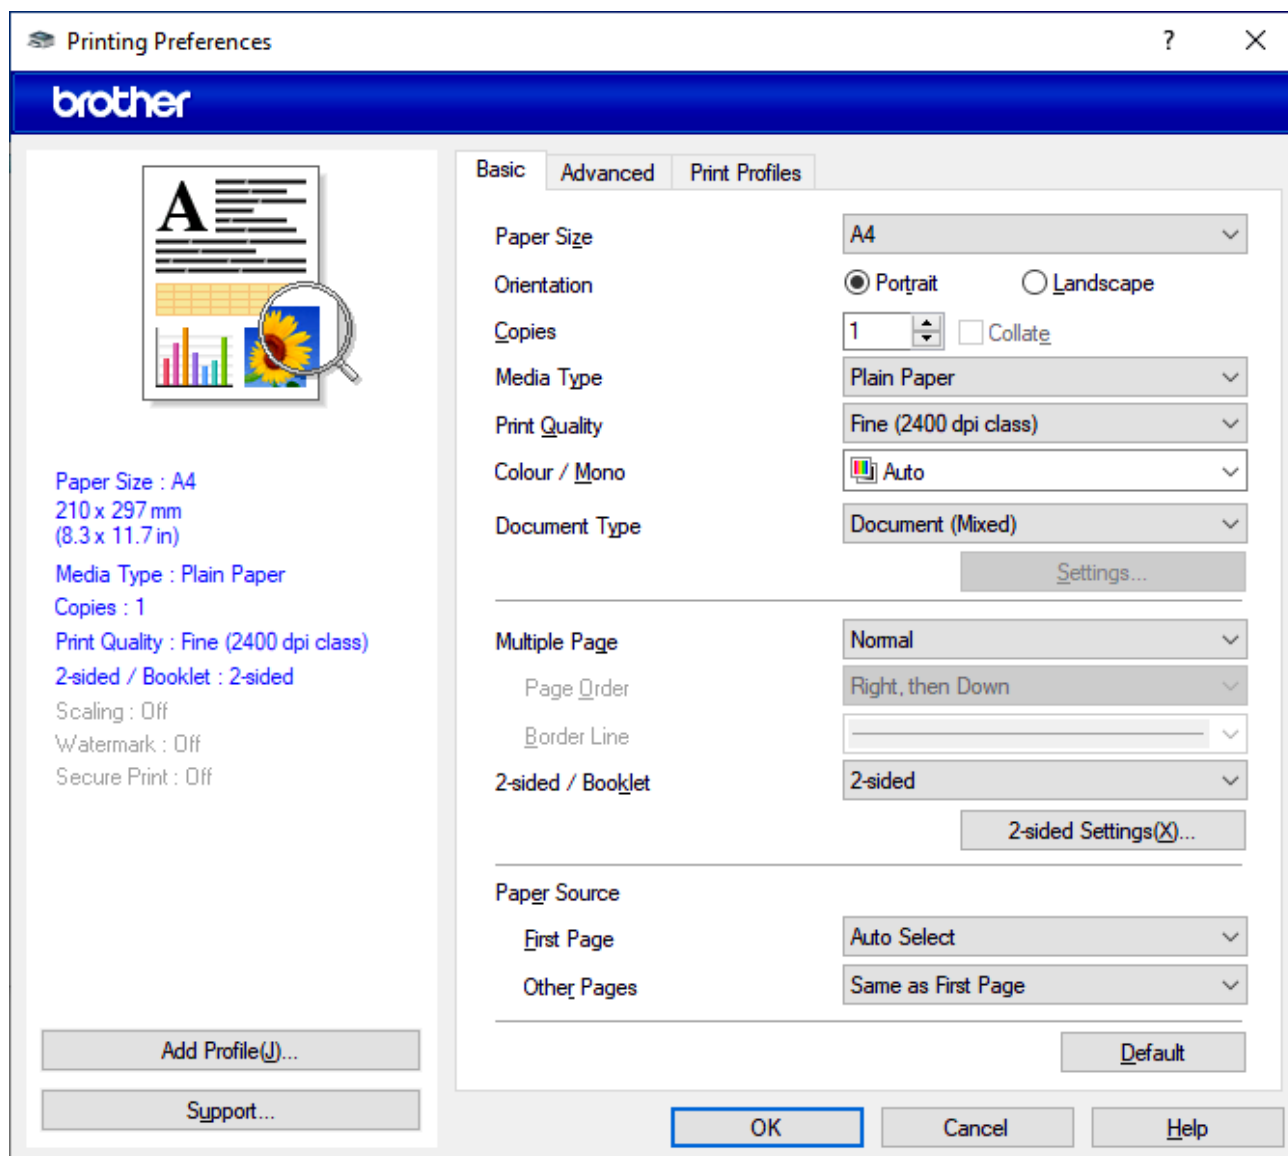 Printing Preferences
?
brother
A
Paper Size : A4
210 x 297 mm
(8.3 x 11.7 in)
Media Type : Plain Paper
Copies : 1
Print Quality : Fine (2400 dpi class)
2-sided / Booklet : 2-sided
Scaling : Off
Watermark : Off
Secure Print : Off
Add Profile(J)...
Support...
Basic Advanced Print Profiles
Paper Size A4
Orientation Portrait Landscape
Copies 1 Collate
Media Type Plain Paper
Print Quality Fine (2400 dpi class)
Colour / Mono Auto
Document Type Document (Mixed)
Settings...
Multiple Page Normal
Page Order Right, then Down
Border Line
2-sided / Booklet 2-sided
2-sided Settings(X)...
Paper Source
First Page Auto Select
Other Pages Same as First Page
Default
OK Cancel Help